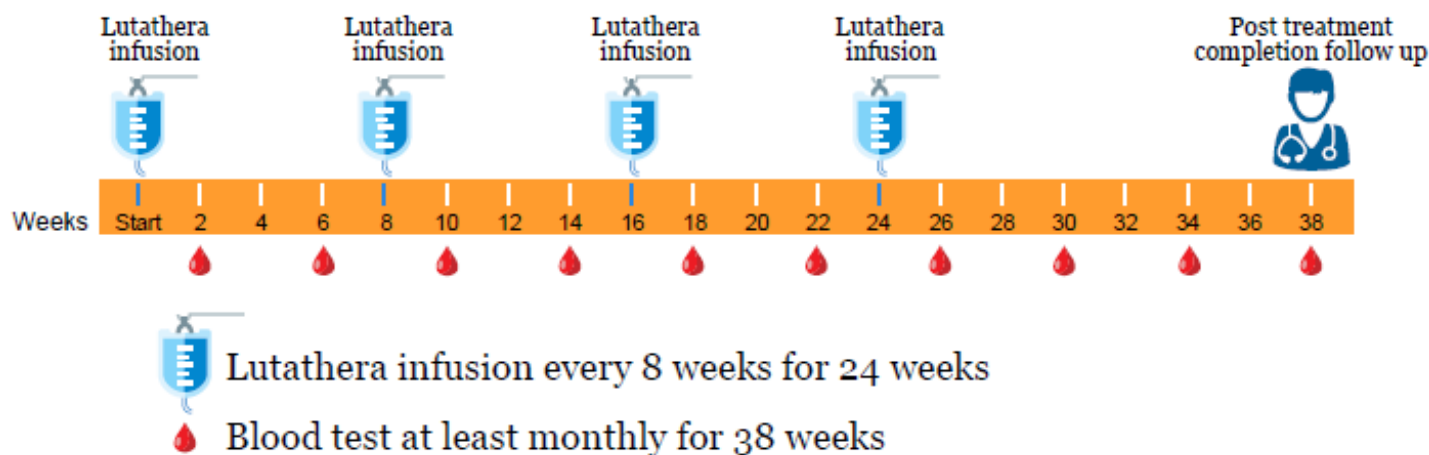 Lutathera
infusion
Lutathera
infusion
Lutathera
infusion
Lutathera
infusion
Post treatment
completion follow up
Weeks Start 2 4 6 8 10 12 14 16 18 20 22 24 26 28 30 32 34 36 38
Lutathera infusion every 8 weeks for 24 weeks
Blood test at least monthly for 38 weeks